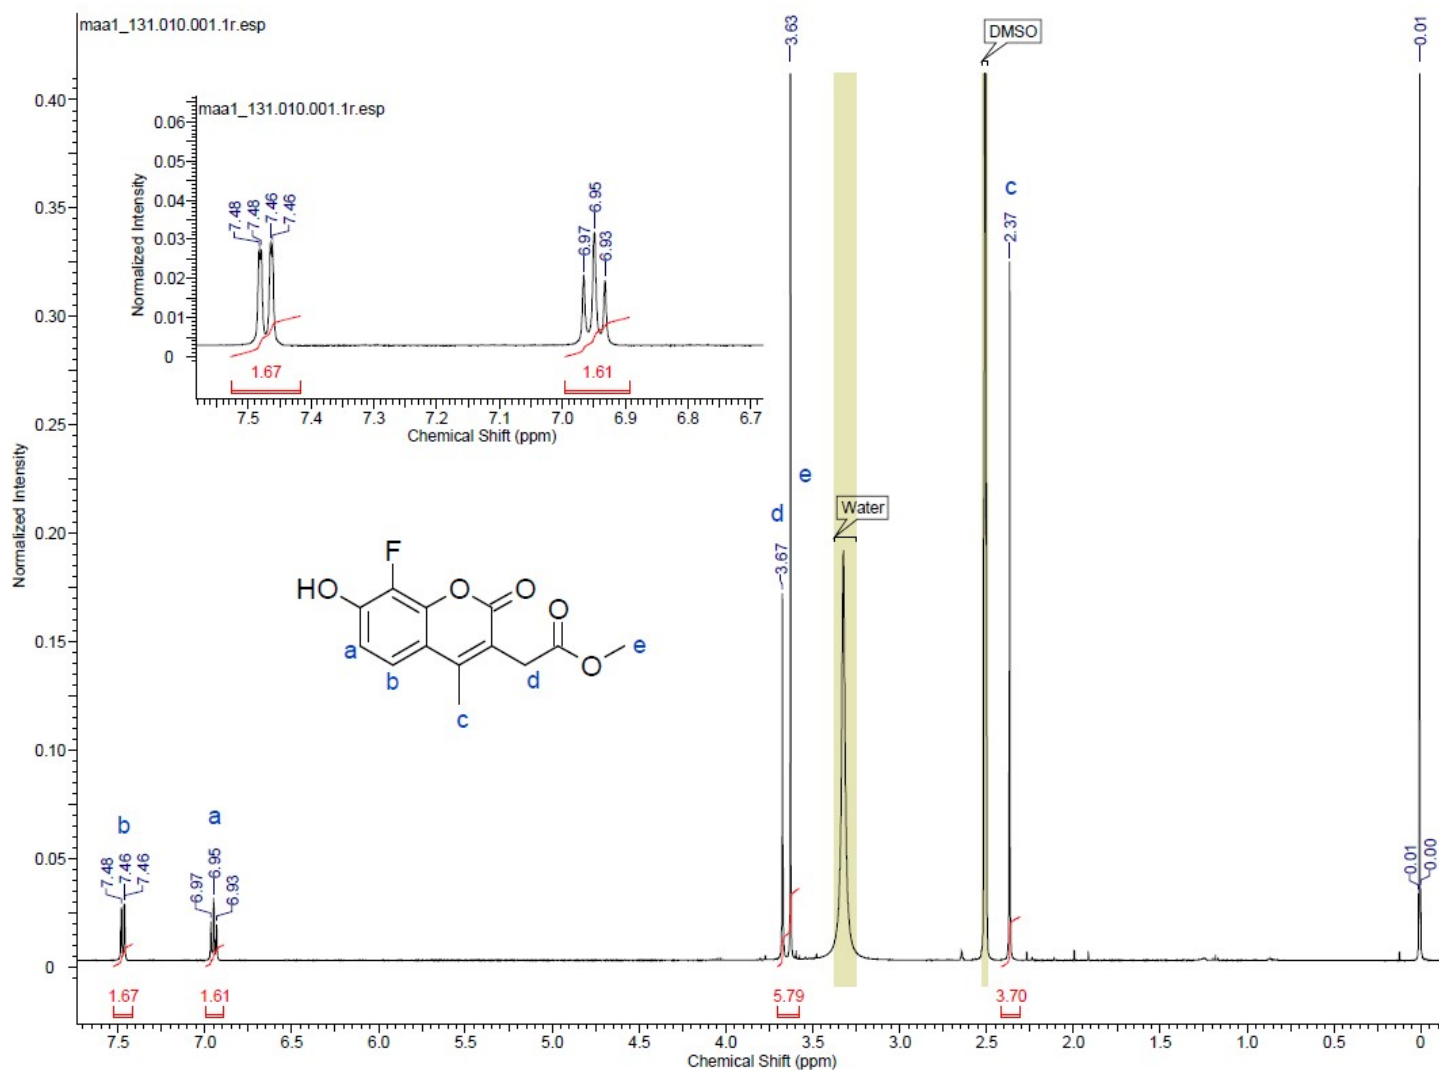 maa1_131.010.001.1r.esp
3.63
DMSO
0.01
0.40
maa1_131.010.001.1r.esp
0.06
0.05
0.04
0.03
0.02
0.01
0
Normalized Intensity
7.48
7.48
7.46
7.46
6.97
6.95
6.93
1.67
1.61
7.5 7.4 7.3 7.2 7.1 7.0 6.9 6.8 6.7
Chemical Shift (ppm)
c
2.37
0.35
0.30
0.25
0.20
0.15
0.10
0.05
0
Normalized Intensity
e
d
3.67
Water
F
HO
O
O
O
O
a
b
c
d
e
b
7.48
7.46
7.46
a
6.97
6.95
6.93
0.01
0.00
1.67
1.61
5.79
3.70
7.5 7.0 6.5 6.0 5.5 5.0 4.5 4.0 3.5 3.0 2.5 2.0 1.5 1.0 0.5 0
Chemical Shift (ppm)